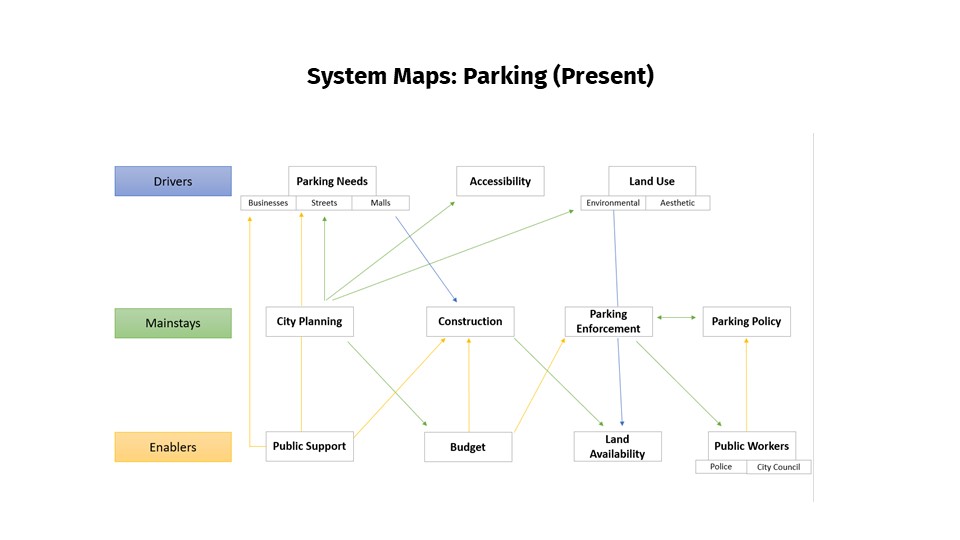 System Maps: Parking (Present)
Drivers
Parking Needs
Accessibility
Land Use
Businesses
Streets
Malls
Environmental
Aesthetic
Mainstays
City Planning
Construction
Parking
Enforcement
Parking Policy
Enablers
Public Support
Budget
Land
Availability
Public Workers
Police
City Council